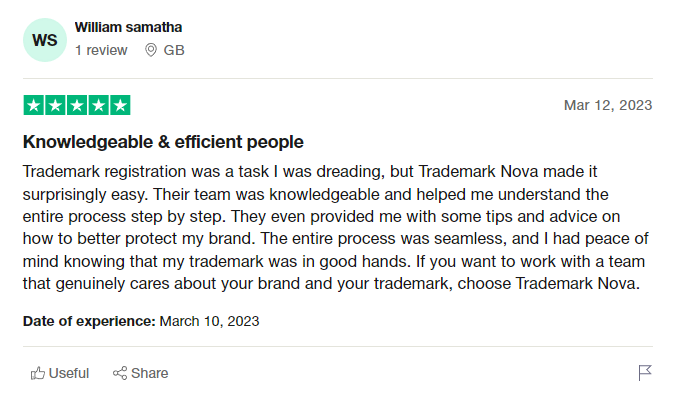 WS
William samatha
1 review GB
Mar 12, 2023
Knowledgeable & efficient people
Trademark registration was a task I was dreading, but Trademark Nova made it
surprisingly easy. Their team was knowledgeable and helped me understand the
entire process step by step. They even provided me with some tips and advice on
how to better protect my brand. The entire process was seamless, and I had peace of
mind knowing that my trademark was in good hands. If you want to work with a team
that genuinely cares about your brand and your trademark, choose Trademark Nova.
Date of experience: March 10, 2023
Useful Share